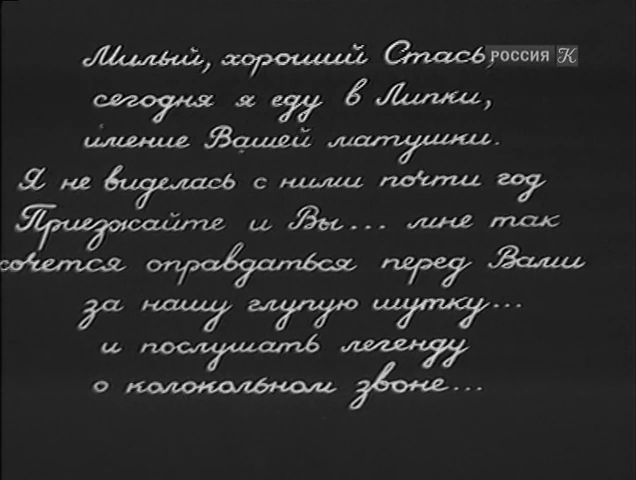 Милый, хороший Стась,
РОССИЯ К
сегодня я еду в Липки,
имение Вашей матушки.
Я не виделась с ними почти год
Приезжайте и Вы... мне так
хочется оправдаться перед Вами
за нашу глупую шутку...
и послушать легенду
о колокольном звоне...